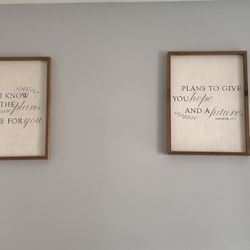 I KNOW
THE plans
E FOR you
PLANS TO GIVE
YOU hope
AND A future